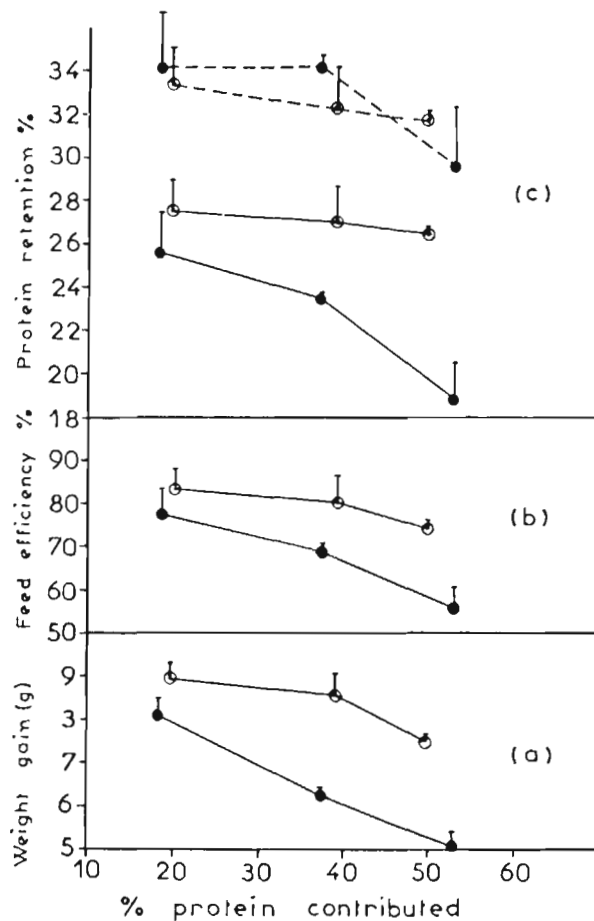 34
32
30
28
26
24
22
20
18
Protein retention %
(c)
90
80
70
60
50
Feed efficiency %
(b)
9
3
7
6
5
Weight gain (g)
(a)
10 20 30 40 50 60
% protein contributed